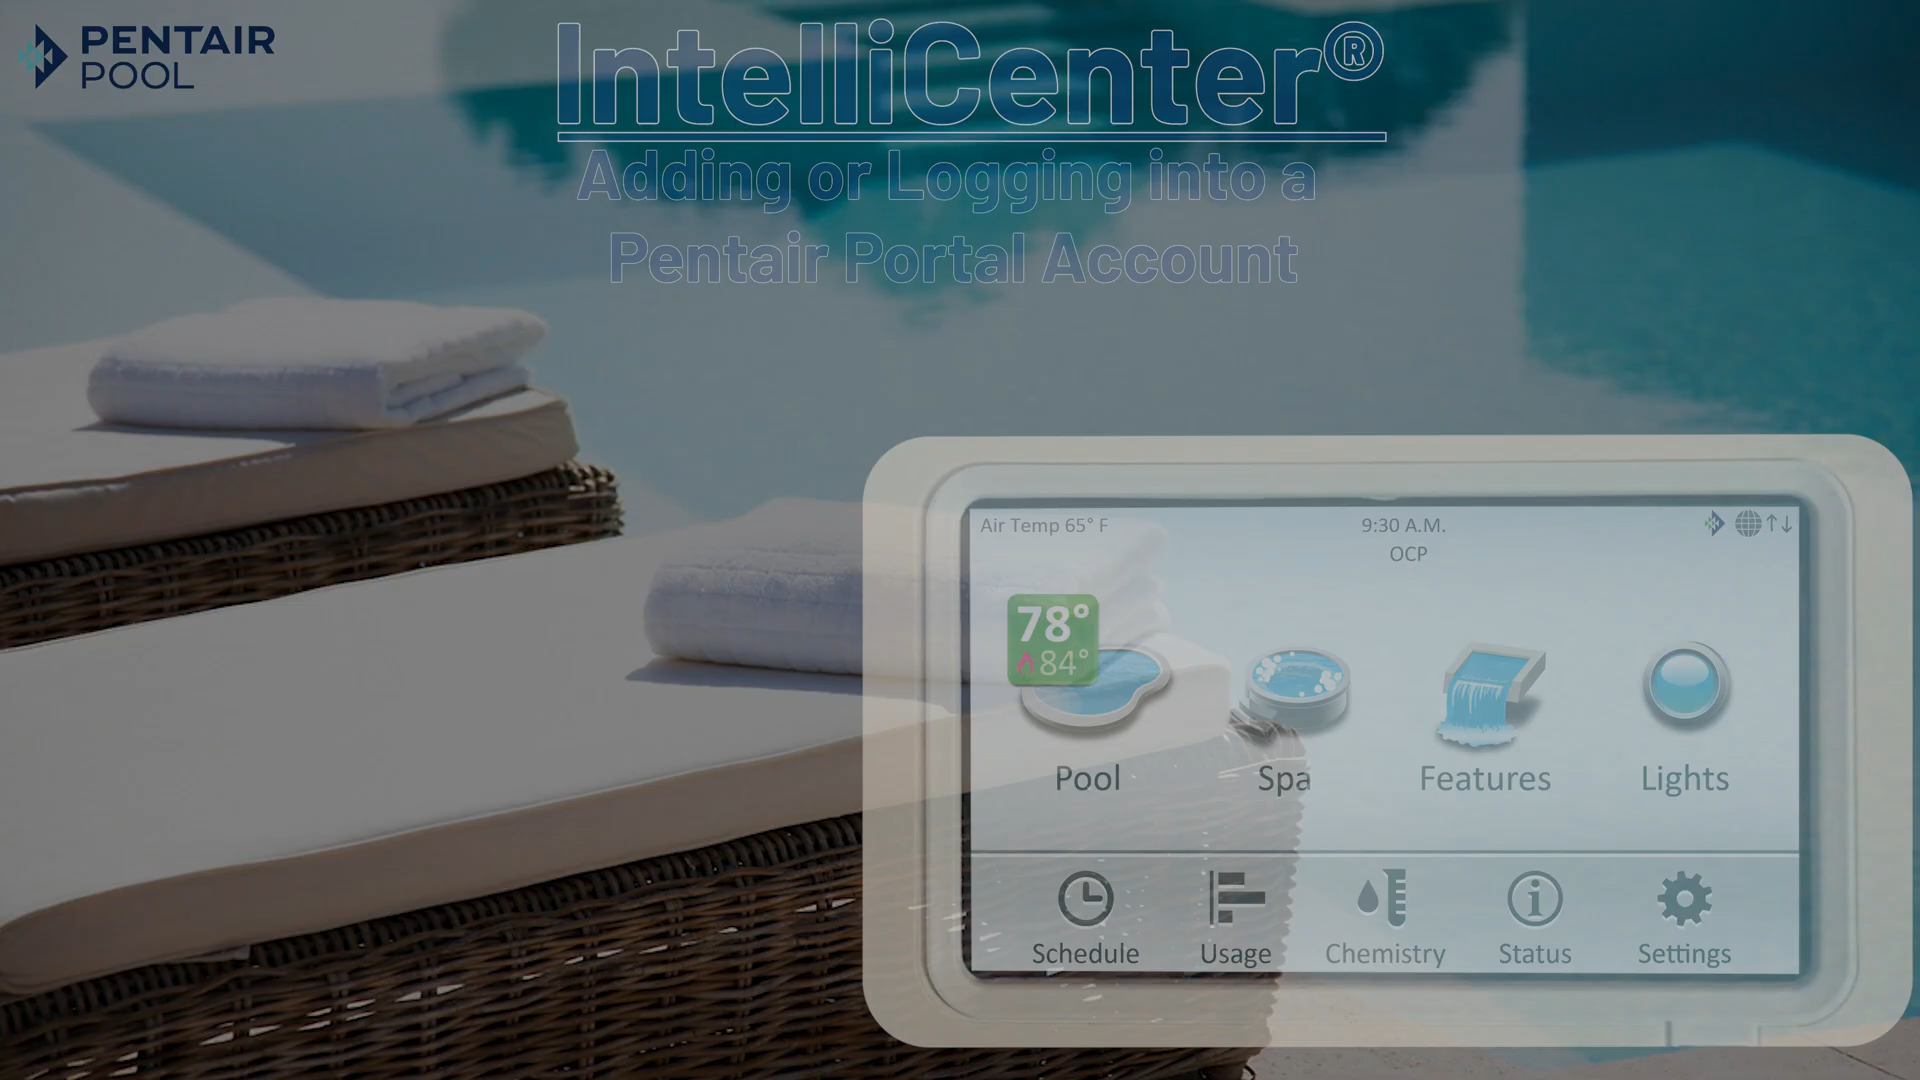 PENTAIR
POOL
IntelliCenter®
Adding or Logging into a
Pentair Portal Account
Air Temp 65° F
9:30 A.M.
OCP
78°
84°
Pool
Spa
Features
Lights
Schedule
Usage
Chemistry
Status
Settings